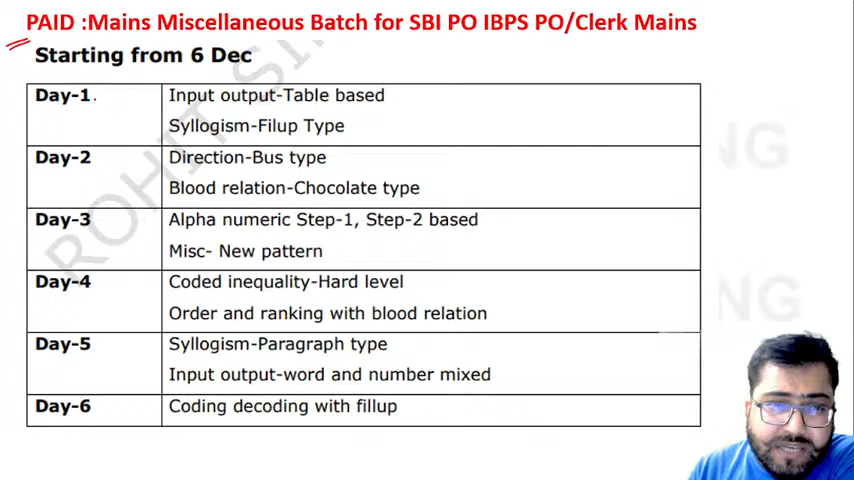 PAID :Mains Miscellaneous Batch for SBI PO IBPS PO/Clerk Mains
Starting from 6 Dec
Day-1 Input output-Table based
Syllogism-Filup Type
Day-2 Direction-Bus type
Blood relation-Chocolate type
Day-3 Alpha numeric Step-1, Step-2 based
Misc- New pattern
Day-4 Coded inequality-Hard level
Order and ranking with blood relation
Day-5 Syllogism-Paragraph type
Input output-word and number mixed
Day-6 Coding decoding with fillup